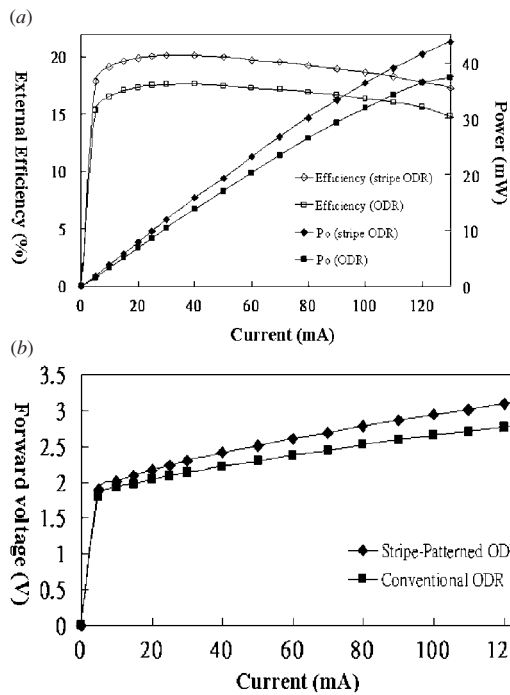 (a)
20
15
10
5
0
External Efficiency (%)
50
40
30
20
10
0
Power (mW)
Efficiency (stripe ODR)
Efficiency (ODR)
Po (stripe ODR)
Po (ODR)
0 20 40 60 80 100 120
Current (mA)
(b)
3.5
3
2.5
2
1.5
1
0.5
0
Forward voltage (V)
Stripe-Patterned OD
Conventional ODR
0 20 40 60 80 100 12
Current (mA)